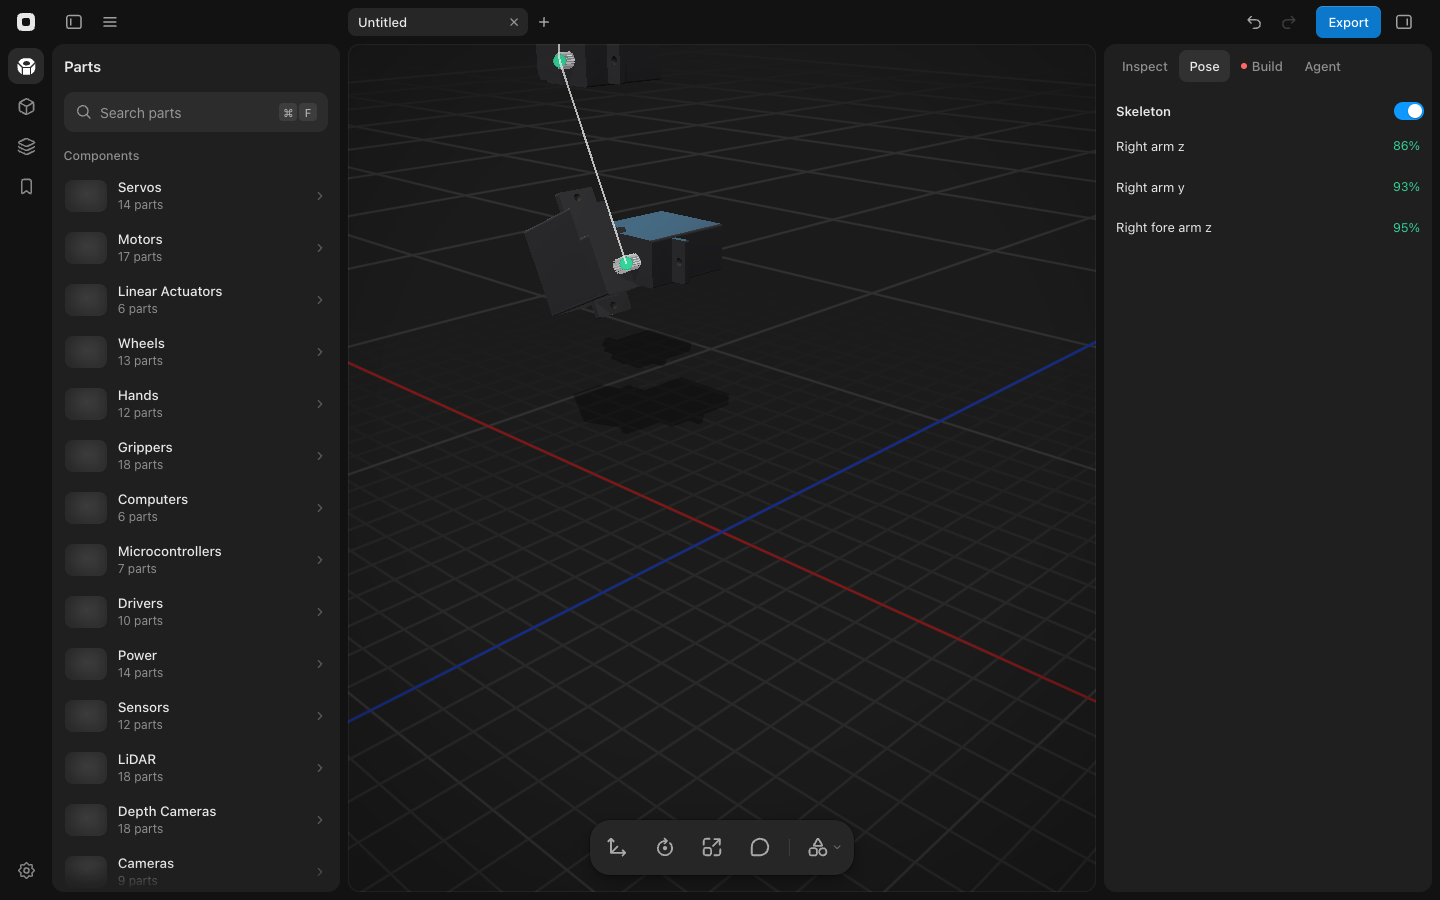 Untitled
Export
Parts
Search parts
⌘ F
Components
Servos
14 parts
Motors
17 parts
Linear Actuators
6 parts
Wheels
13 parts
Hands
12 parts
Grippers
18 parts
Computers
6 parts
Microcontrollers
7 parts
Drivers
10 parts
Power
14 parts
Sensors
12 parts
LiDAR
18 parts
Depth Cameras
18 parts
Cameras
9 parts
Inspect Pose Build Agent
Skeleton
Right arm z 86%
Right arm y 93%
Right fore arm z 95%